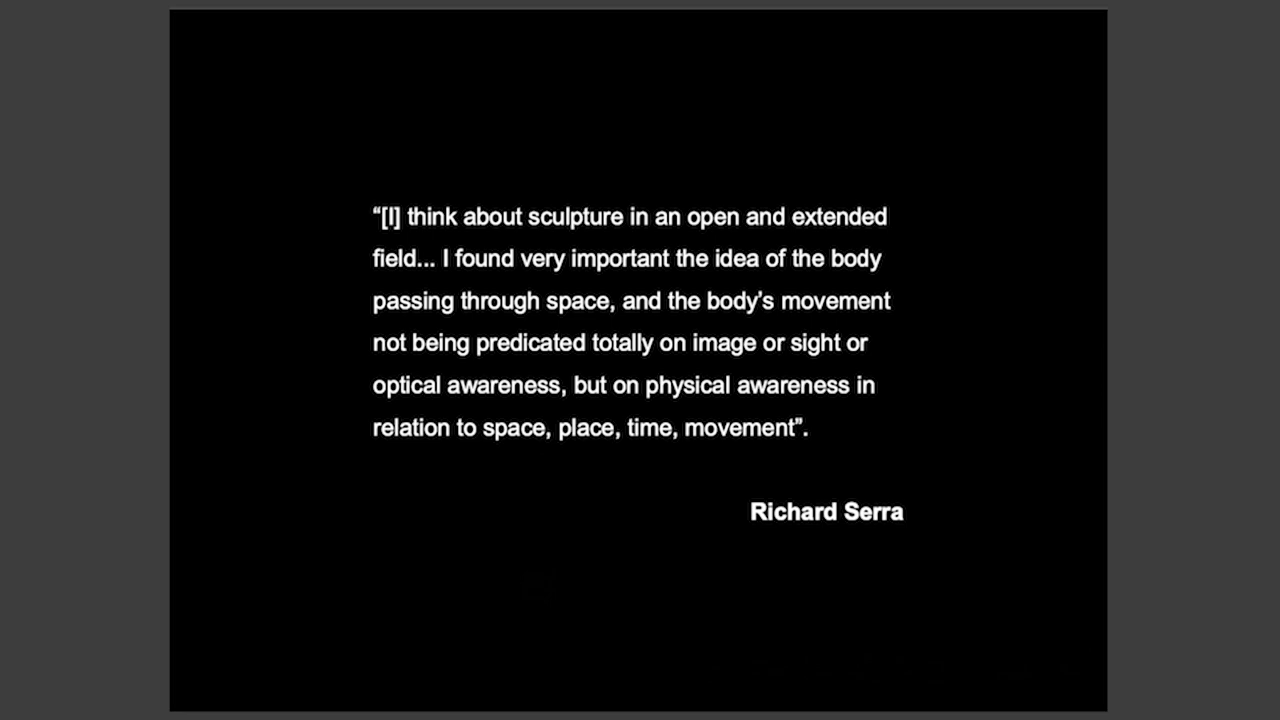 “[I] think about sculpture in an open and extended
field... I found very important the idea of the body
passing through space, and the body’s movement
not being predicated totally on image or sight or
optical awareness, but on physical awareness in
relation to space, place, time, movement”.
Richard Serra